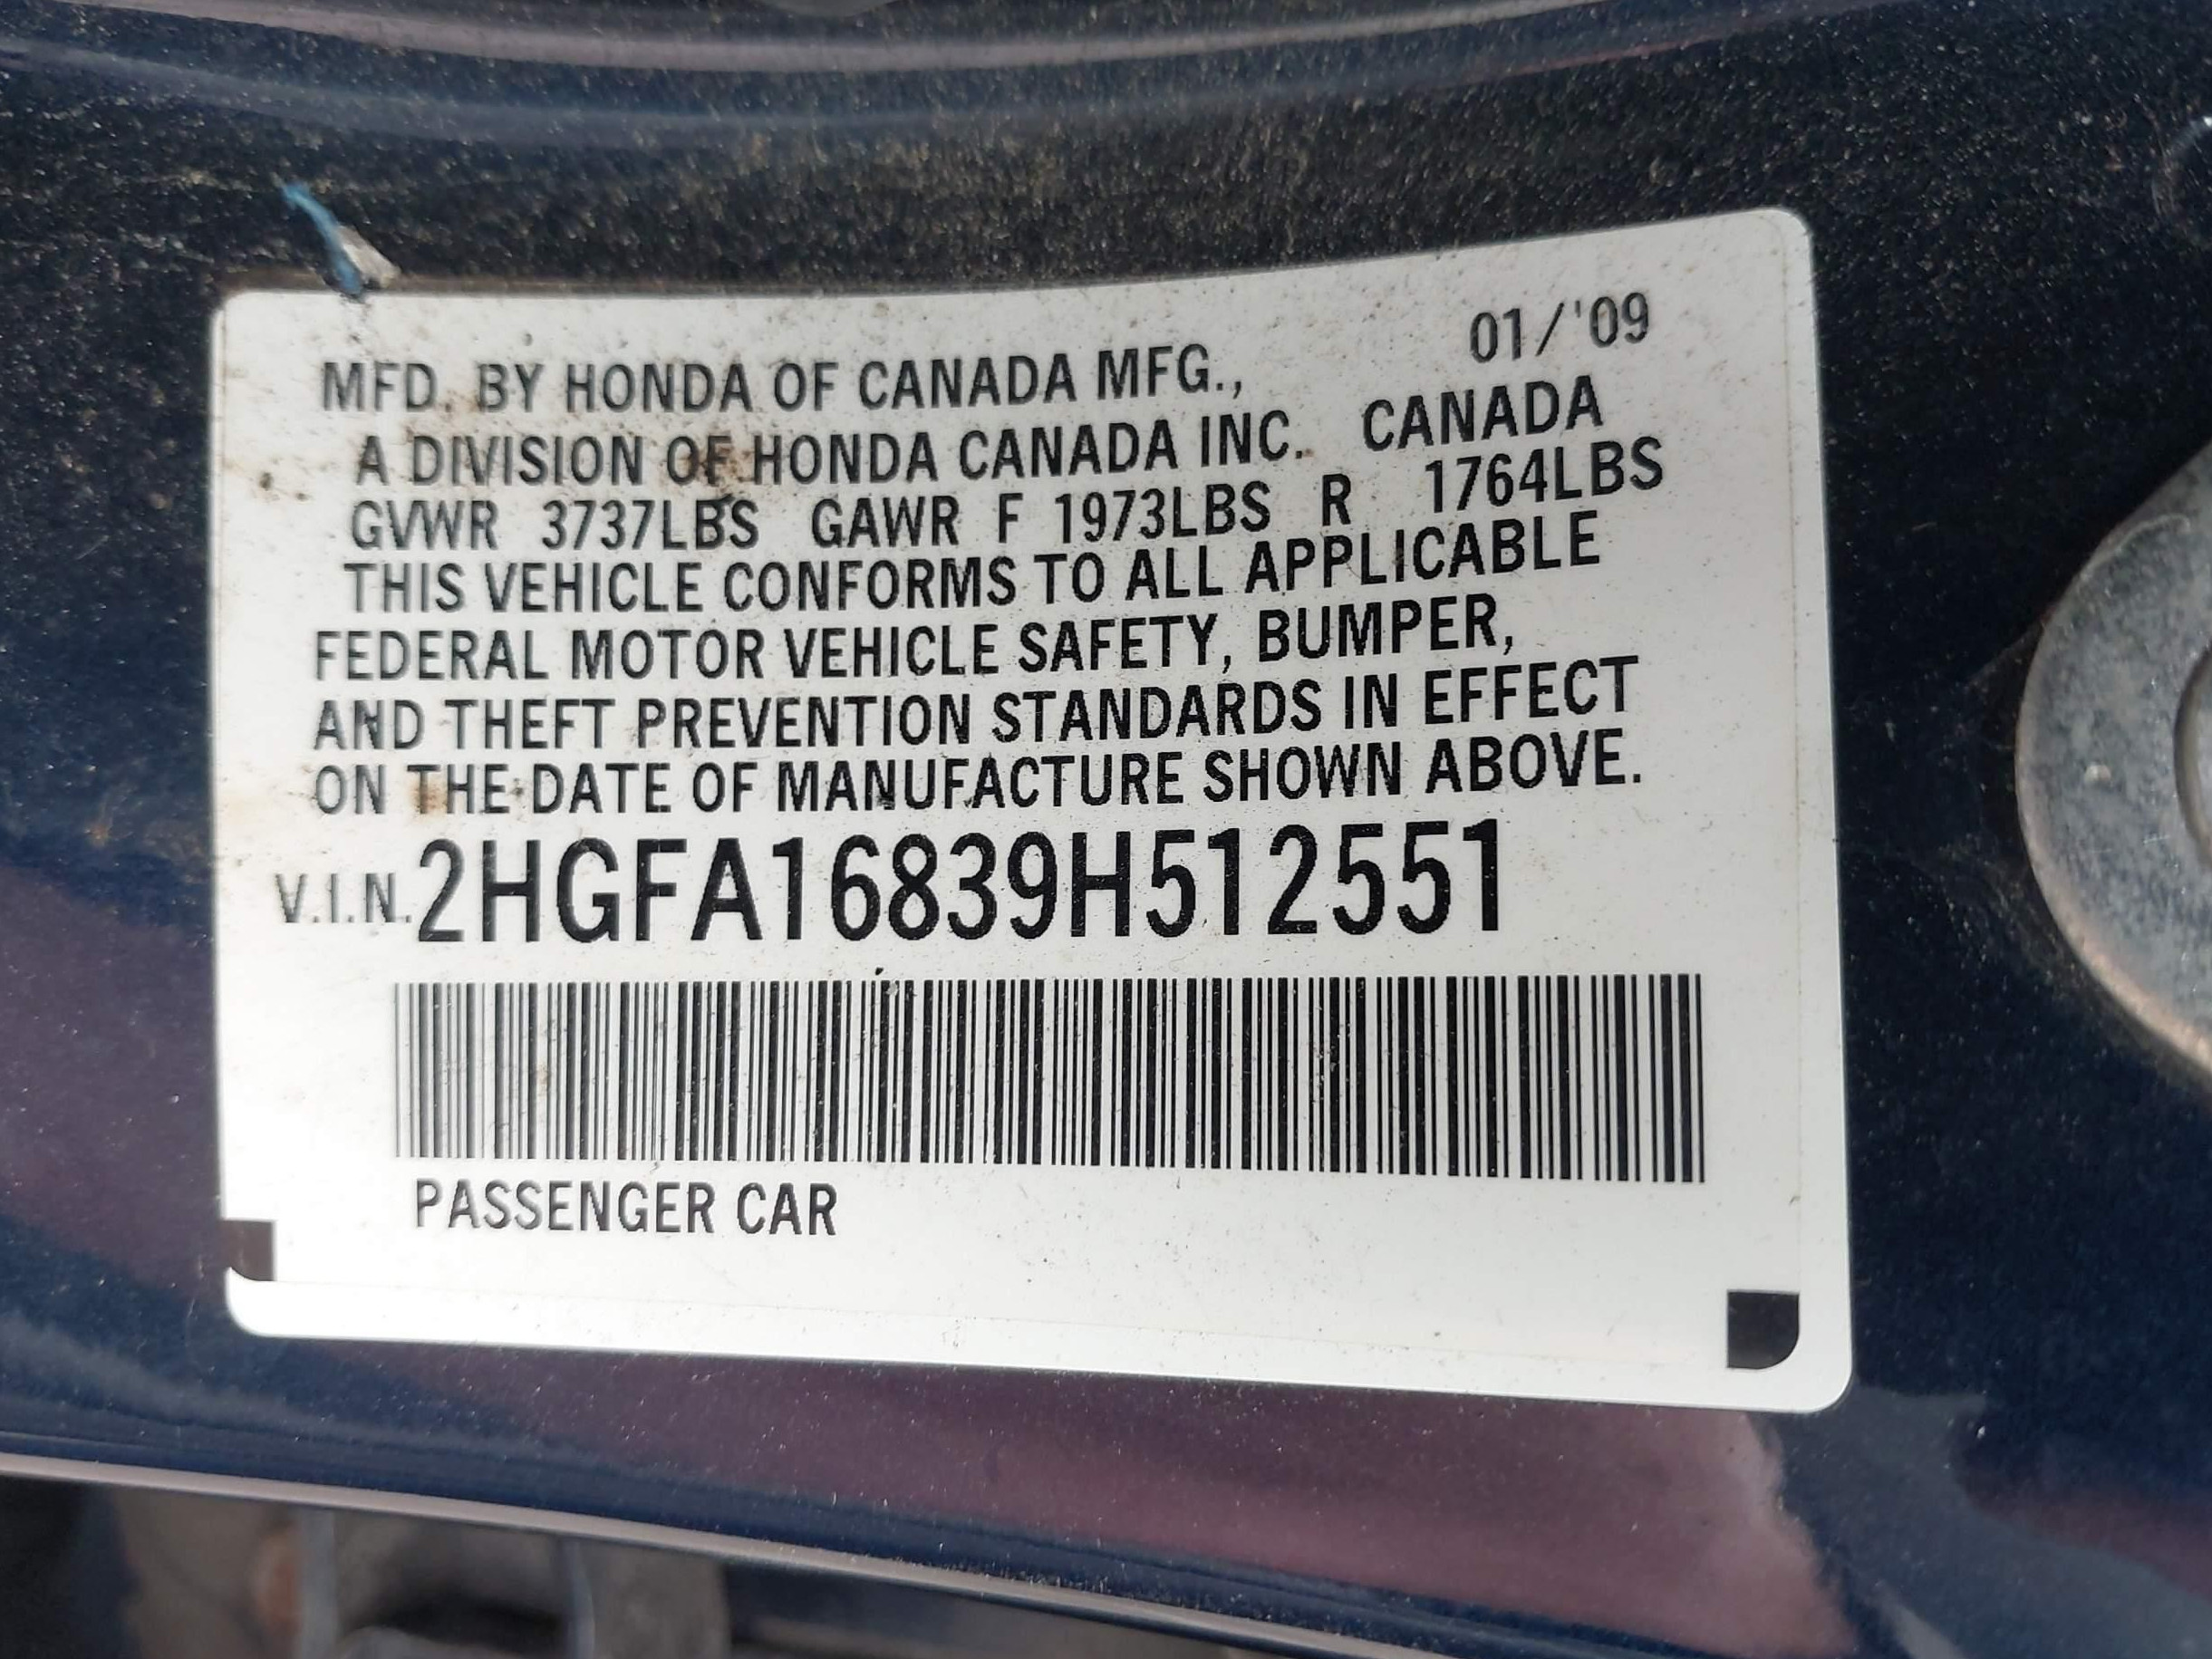 01/'09
MFD. BY HONDA OF CANADA MFG.,
A DIVISION OF HONDA CANADA INC. CANADA
GVWR 3737LBS GAWR F 1973LBS R 1764LBS
THIS VEHICLE CONFORMS TO ALL APPLICABLE
FEDERAL MOTOR VEHICLE SAFETY, BUMPER,
AND THEFT PREVENTION STANDARDS IN EFFECT
ON THE DATE OF MANUFACTURE SHOWN ABOVE.
V.I.N. 2HGFA16839H512551
PASSENGER CAR